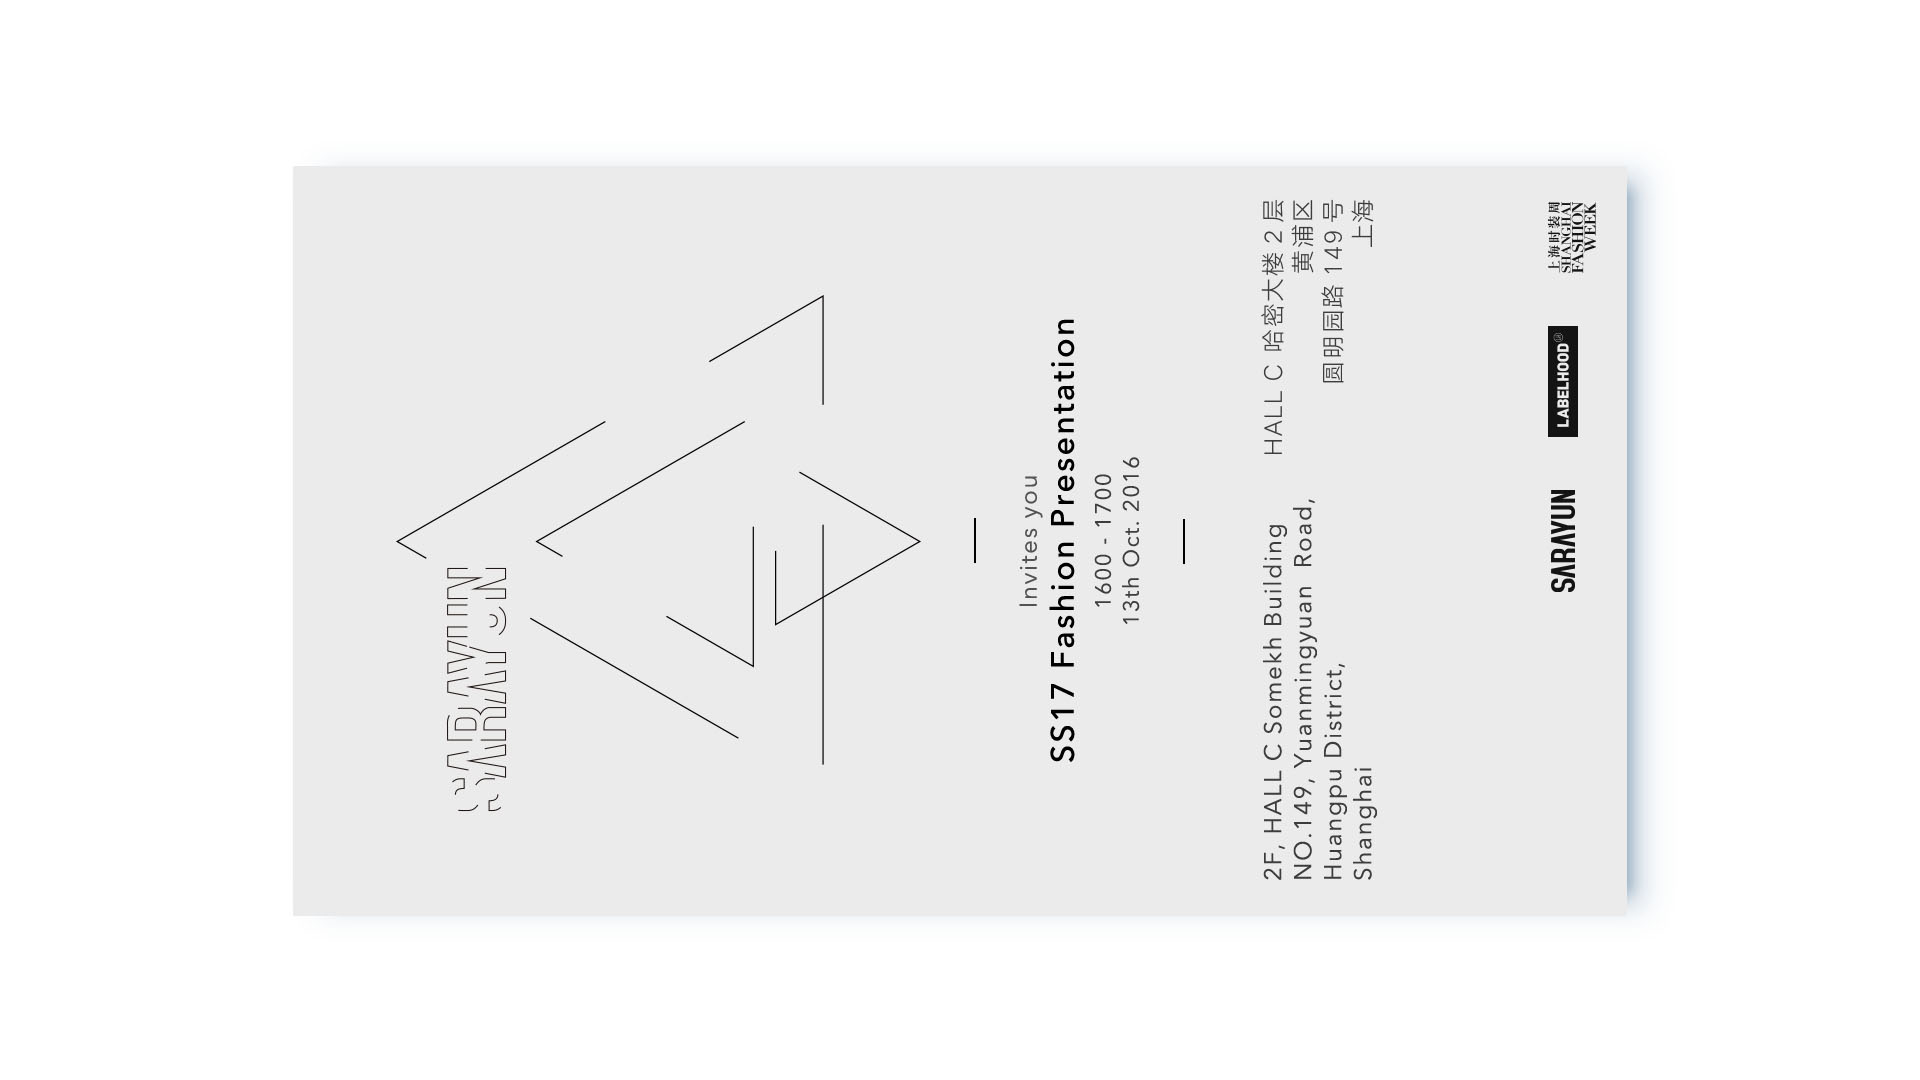 SARAYUN
Invites you
SS17 Fashion Presentation
1600 - 1700
13th Oct. 2016
2F, HALL C Somekh Building
NO.149, Yuanmingyuan Road,
Huangpu District,
Shanghai
HALL C 哈密大楼 2 层
黄浦区
圆明园路 149 号
上海
SARAYUN
LABELHOOD
上海时装周
SHANGHAI
FASHION
WEEK